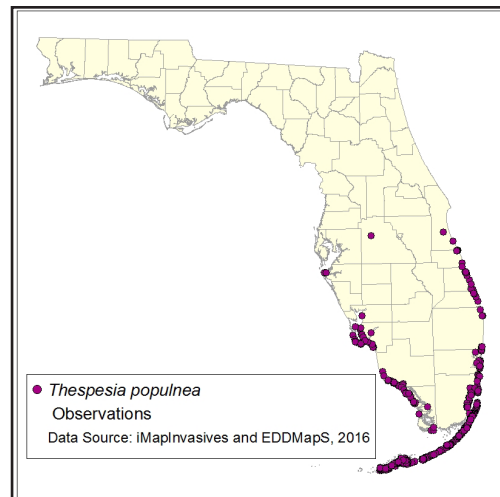 Thespesia populnea
Observations
Data Source: iMapInvasives and EDDMapS, 2016